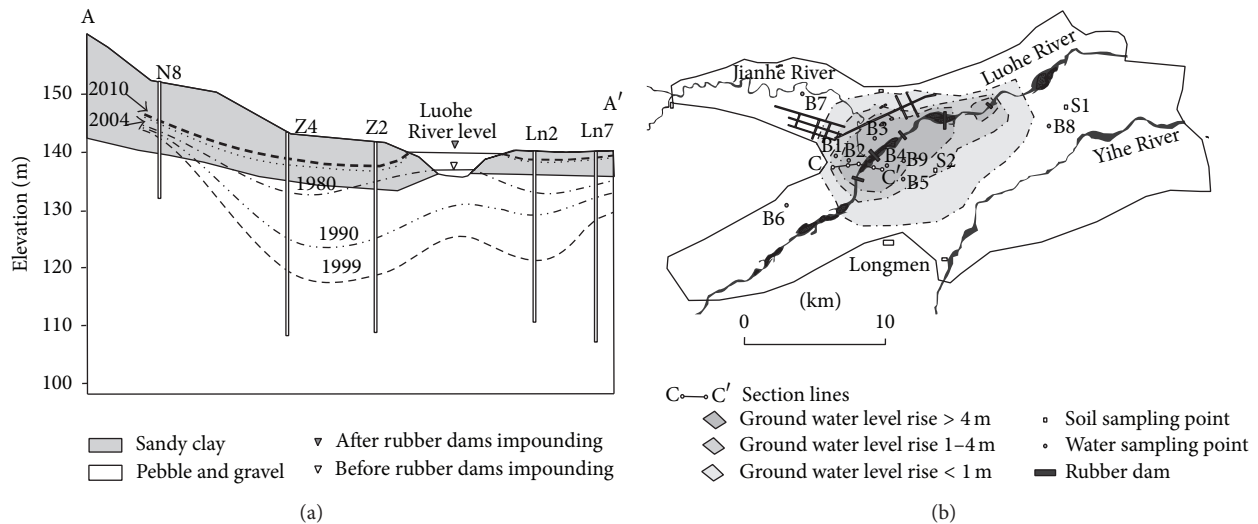 A
N8
150
2010
2004
A′
Luohe
River level
Z4
Z2
Ln2
Ln7
140
1980
130
1990
1999
120
110
100
Elevation (m)
Sandy clay
Pebble and gravel
After rubber dams impounding
Before rubber dams impounding
(a)
Jianhe River
Luohe River
B7
S1
B3
B8
B1
B2
B4
B9
S2
Yihe River
C
C′
B5
B6
Longmen
(km)
0
10
C C′ Section lines
Ground water level rise > 4 m
Ground water level rise 1–4 m
Ground water level rise < 1 m
Soil sampling point
Water sampling point
Rubber dam
(b)